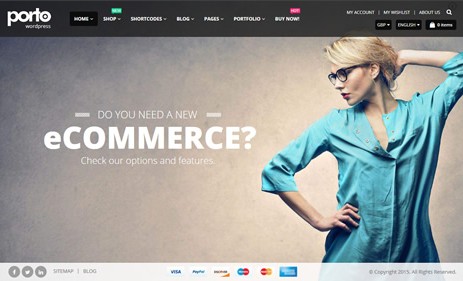 porto
wordpress
HOME
SHOP
NEW
SHORTCODES
BLOG
PAGES
PORTFOLIO
HOT
BUY NOW!
MY ACCOUNT | MY WISHLIST | ABOUT US
GBP
ENGLISH
0 items
DO YOU NEED A NEW
eCOMMERCE?
Check our options and features.
SITEMAP | BLOG
VISA
PayPal
DISCOVER
© Copyright 2015. All Rights Reserved.